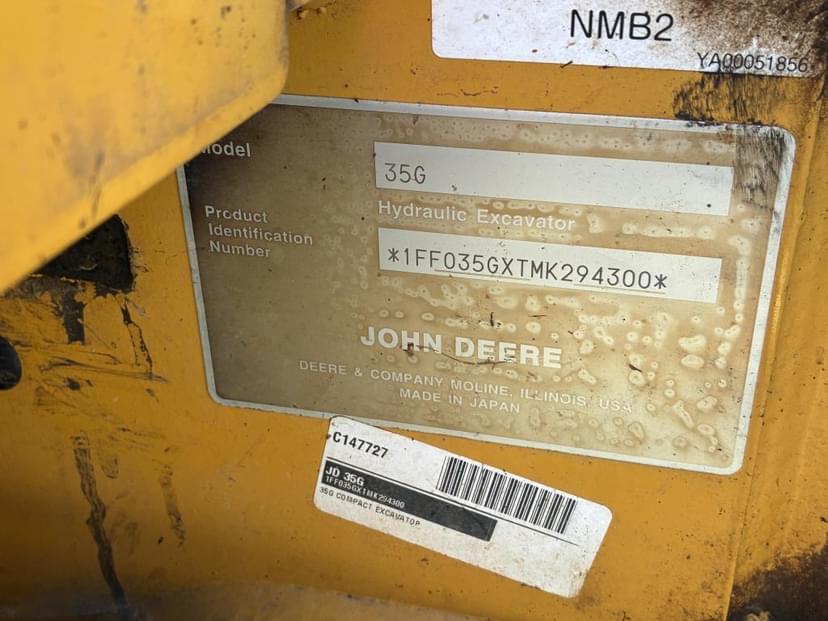 NMB2
YA00051856
Model
35G
Hydraulic Excavator
Product
Identification
Number
*1FF035GXTMK294300*
JOHN DEERE
DEERE & COMPANY MOLINE, ILLINOIS, USA
MADE IN JAPAN
C147727
JD 35G
1FF035GXTMK294300
35G COMPACT EXCAVATOR